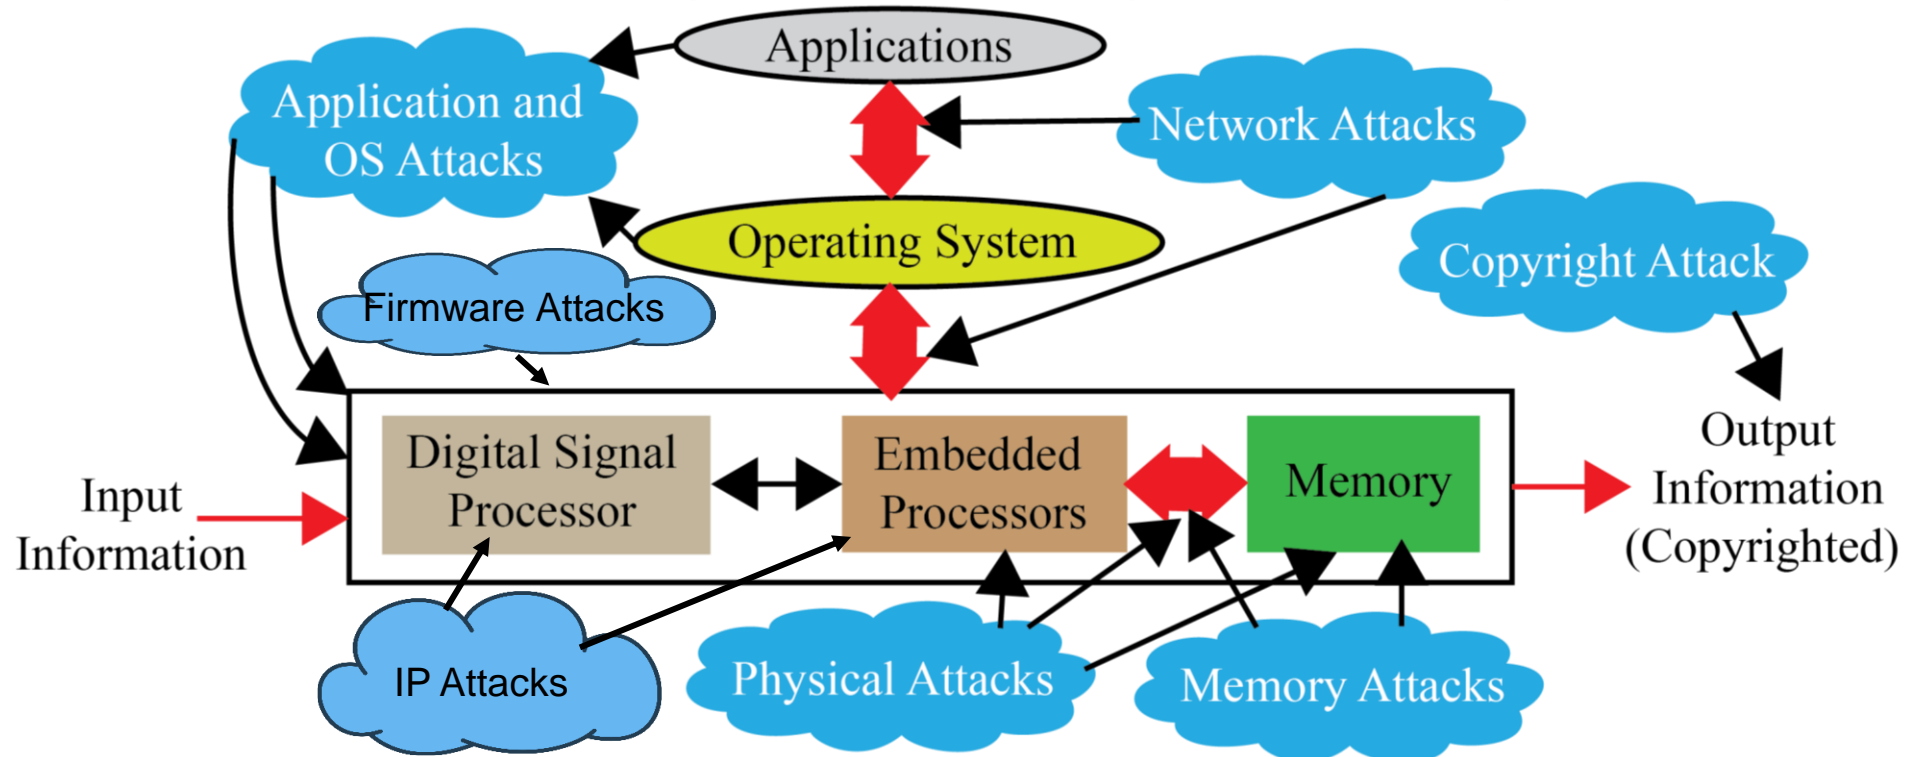 Applications
Application and
OS Attacks
Network Attacks
Operating System
Copyright Attack
Firmware Attacks
Digital Signal
Processor
Embedded
Processors
Memory
Input
Information
Output
Information
(Copyrighted)
IP Attacks
Physical Attacks
Memory Attacks